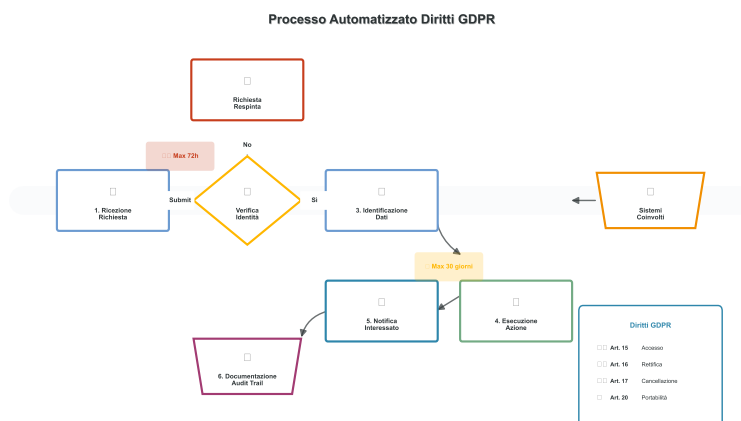 Processo Automatizzato Diritti GDPR
Richiesta
Respinta
No
Max 72h
1. Ricezione
Richiesta
Submit
Verifica
Identità
Sì
3. Identificazione
Dati
Sistemi
Coinvolti
Max 30 giorni
5. Notifica
Interessato
4. Esecuzione
Azione
6. Documentazione
Audit Trail
Diritti GDPR
Art. 15 Accesso
Art. 16 Rettifica
Art. 17 Cancellazione
Art. 20 Portabilità